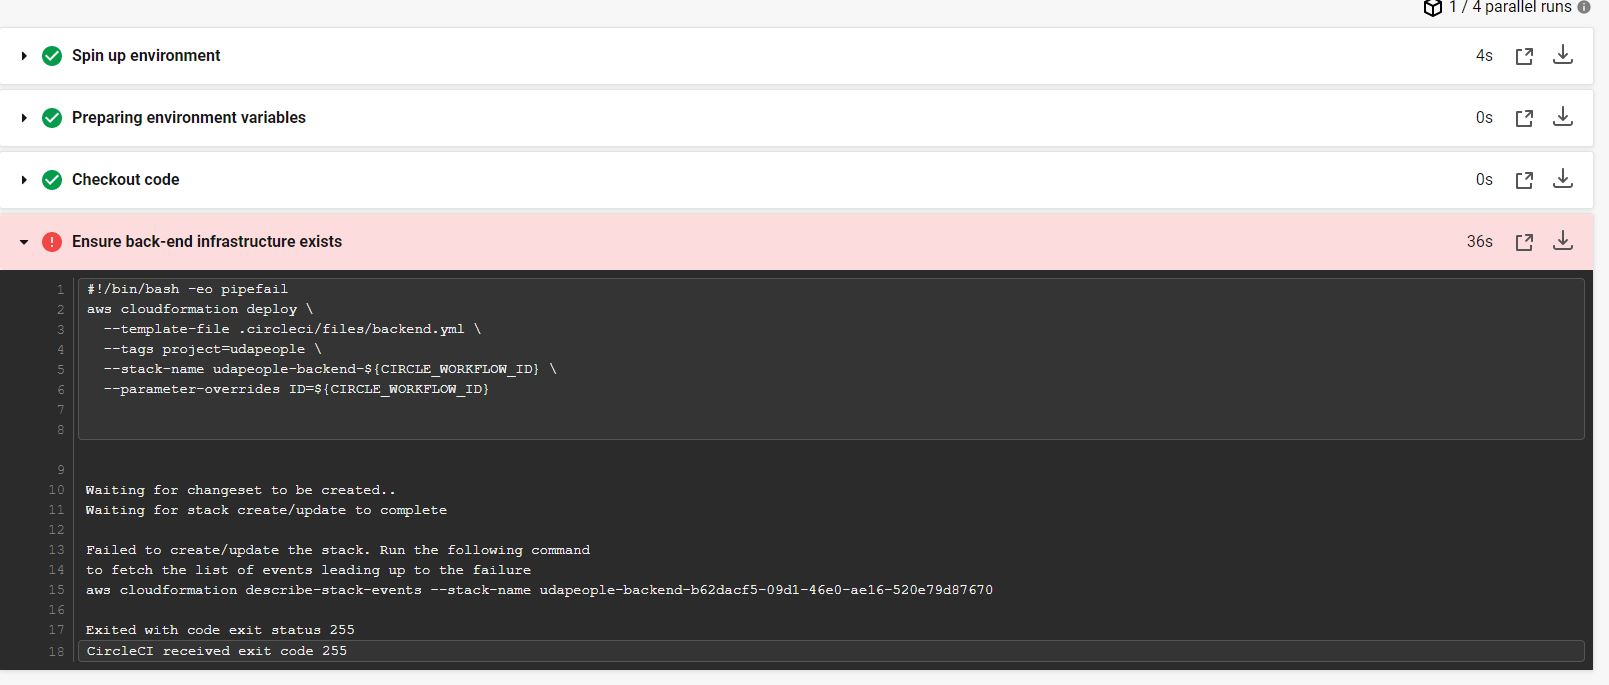 1 / 4 parallel runs
Spin up environment 4s
Preparing environment variables 0s
Checkout code 0s
Ensure back-end infrastructure exists 36s
1 #!/bin/bash -eo pipefail
2 aws cloudformation deploy \
3   --template-file .circleci/files/backend.yml \
4   --tags project=udapeople \
5   --stack-name udapeople-backend-${CIRCLE_WORKFLOW_ID} \
6   --parameter-overrides ID=${CIRCLE_WORKFLOW_ID}
7
8
9
10 Waiting for changeset to be created..
11 Waiting for stack create/update to complete
12
13 Failed to create/update the stack. Run the following command
14 to fetch the list of events leading up to the failure
15 aws cloudformation describe-stack-events --stack-name udapeople-backend-b62dacf5-09d1-46e0-ae16-520e79d87670
16
17 Exited with code exit status 255
18 CircleCI received exit code 255